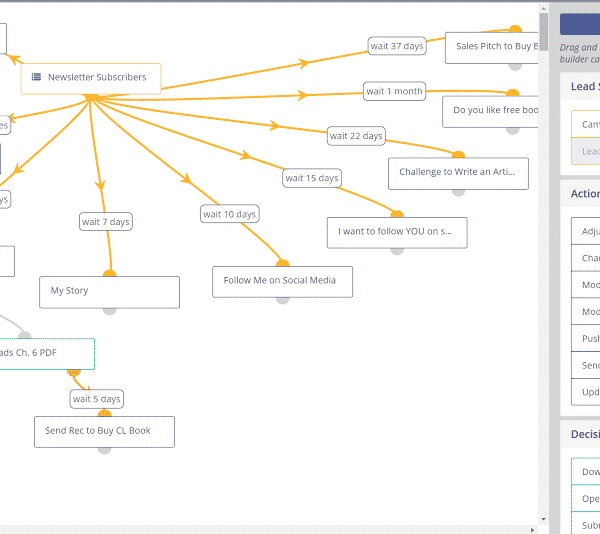 wait 37 days
Sales Pitch to Buy B
Newsletter Subscribers
wait 1 month
Do you like free boo
wait 22 days
Challenge to Write an Arti...
wait 15 days
I want to follow YOU on s...
wait 10 days
wait 7 days
Follow Me on Social Media
My Story
ads Ch. 6 PDF
wait 5 days
Send Rec to Buy CL Book
Drag and
builder ca
Lead S
Cam
Lead
Action
Adju
Chan
Mod
Mod
Push
Send
Upd
Decisi
Dow
Ope
Subm